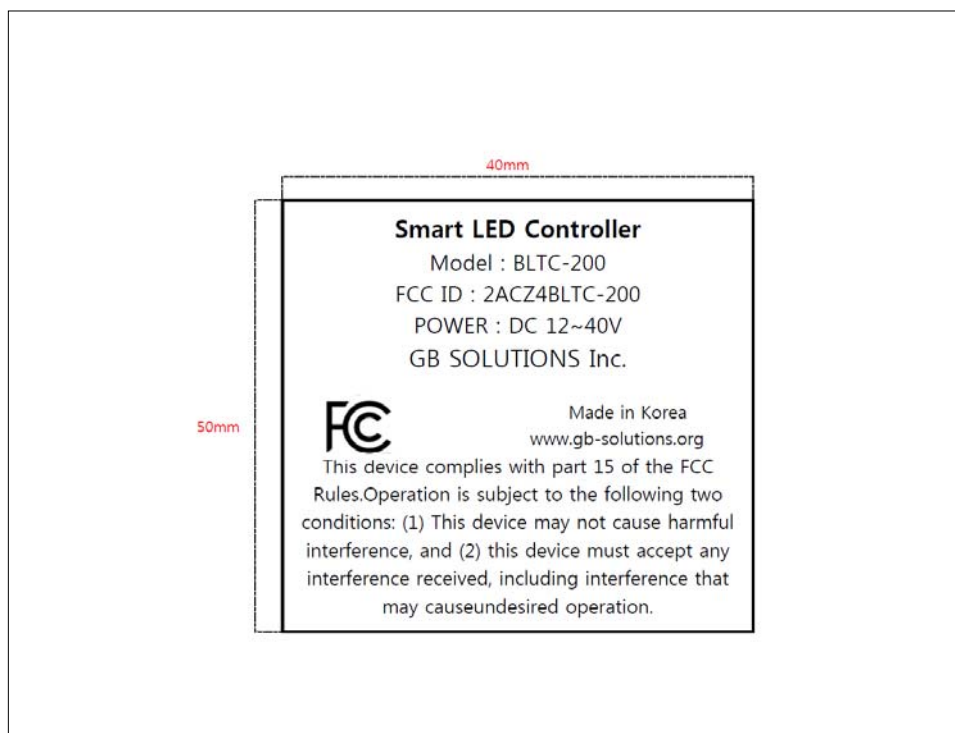 40mm
Smart LED Controller
Model : BLTC-200
FCC ID : 2ACZ4BLTC-200
POWER : DC 12~40V
GB SOLUTIONS Inc.
50mm
FC
Made in Korea
www.gb-solutions.org
This device complies with part 15 of the FCC
Rules.Operation is subject to the following two
conditions: (1) This device may not cause harmful
interference, and (2) this device must accept any
interference received, including interference that
may causeundesired operation.